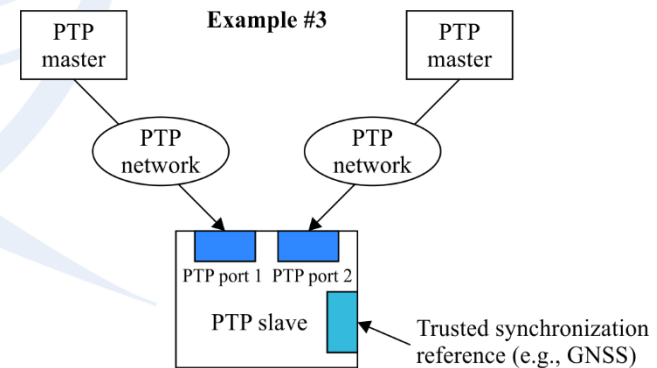 Example #3
PTP
master
PTP
master
PTP
network
PTP
network
PTP port 1
PTP port 2
PTP slave
Trusted synchronization
reference (e.g., GNSS)